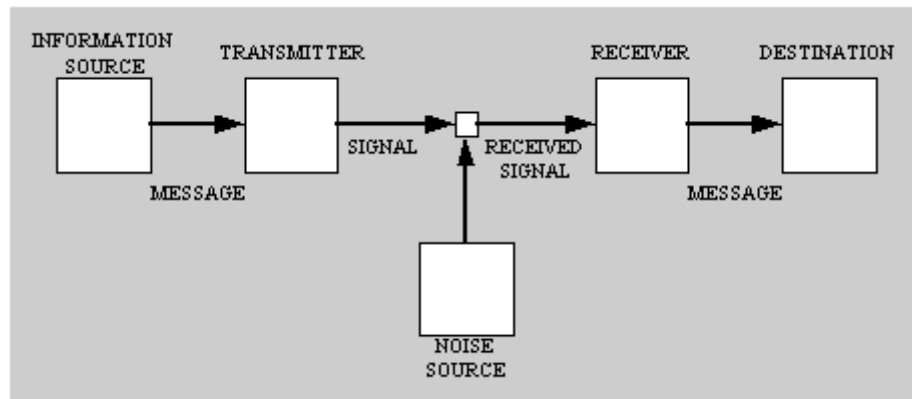 INFORMATION
SOURCE
TRANSMITTER
RECEIVER
DESTINATION
SIGNAL
RECEIVED
SIGNAL
MESSAGE
MESSAGE
NOISE
SOURCE